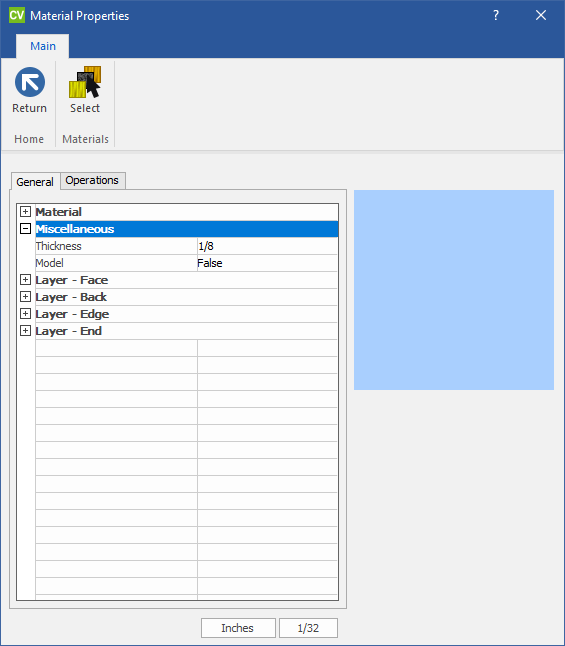 CV Material Properties ?
Main
Return Select
Home Materials
General Operations
Material
Miscellaneous
Thickness 1/8
Model False
Layer - Face
Layer - Back
Layer - Edge
Layer - End
Inches 1/32